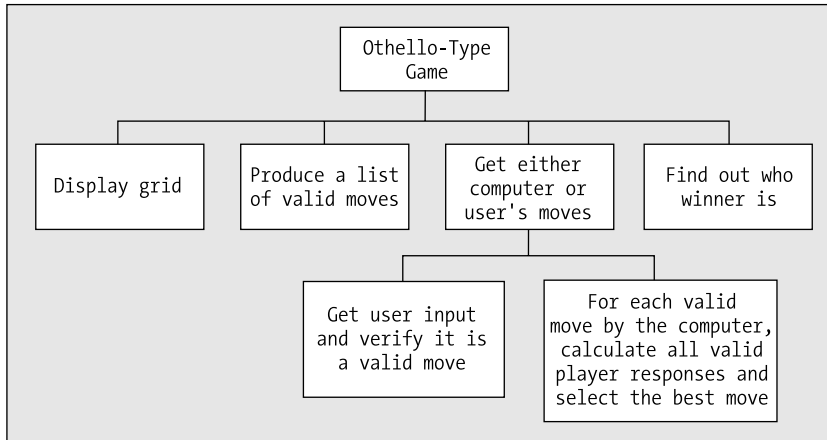 Othello-Type
Game
Display grid
Produce a list
of valid moves
Get either
computer or
user's moves
Find out who
winner is
Get user input
and verify it is
a valid move
For each valid
move by the computer,
calculate all valid
player responses and
select the best move